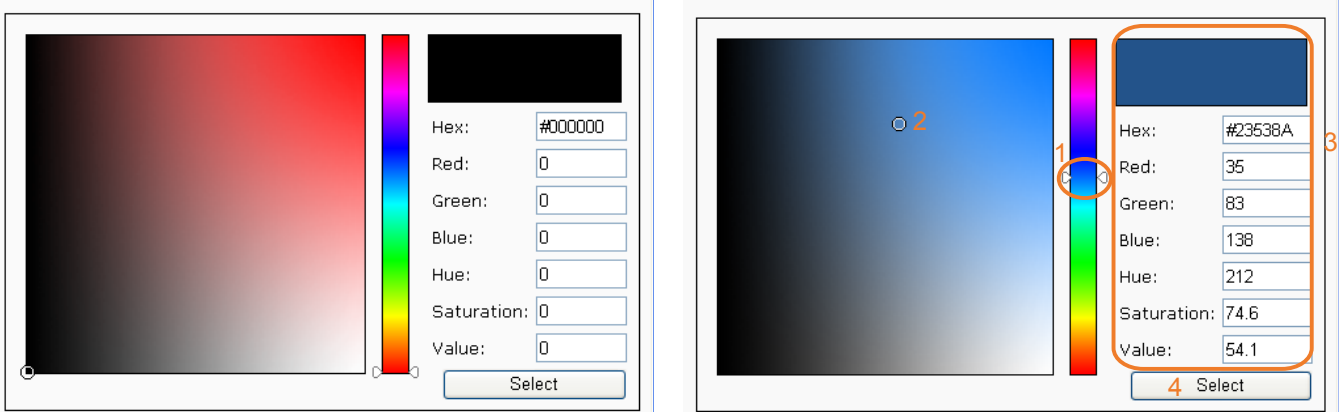 Hex: #000000
Red: 0
Green: 0
Blue: 0
Hue: 0
Saturation: 0
Value: 0
Select
1
2
3
Hex: #23538A
Red: 35
Green: 83
Blue: 138
Hue: 212
Saturation: 74.6
Value: 54.1
4 Select